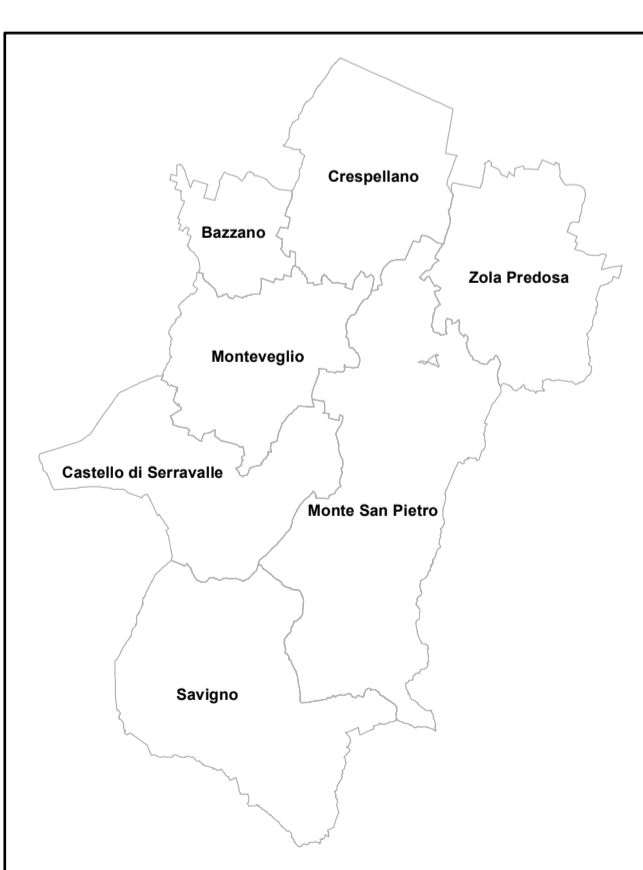 Crespellano
Bazzano
Zola Predosa
Monteveglio
Castello di Serravalle
Monte San Pietro
Savigno